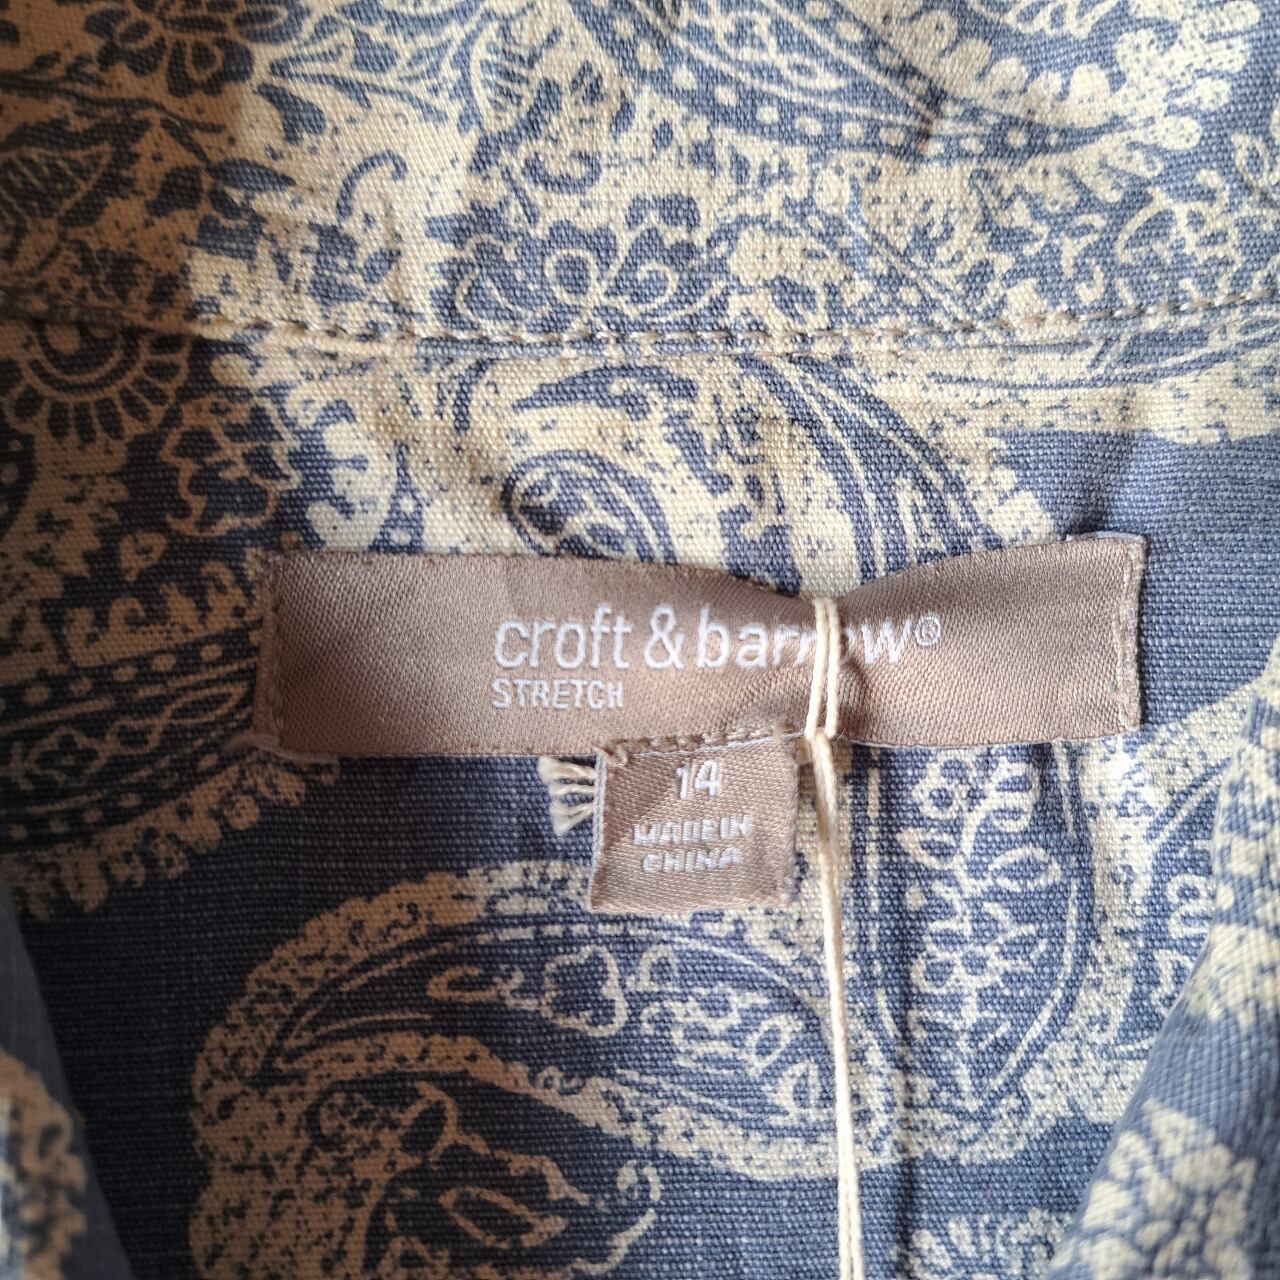 croft & barrow®
STRETCH
14
MADE IN
CHINA